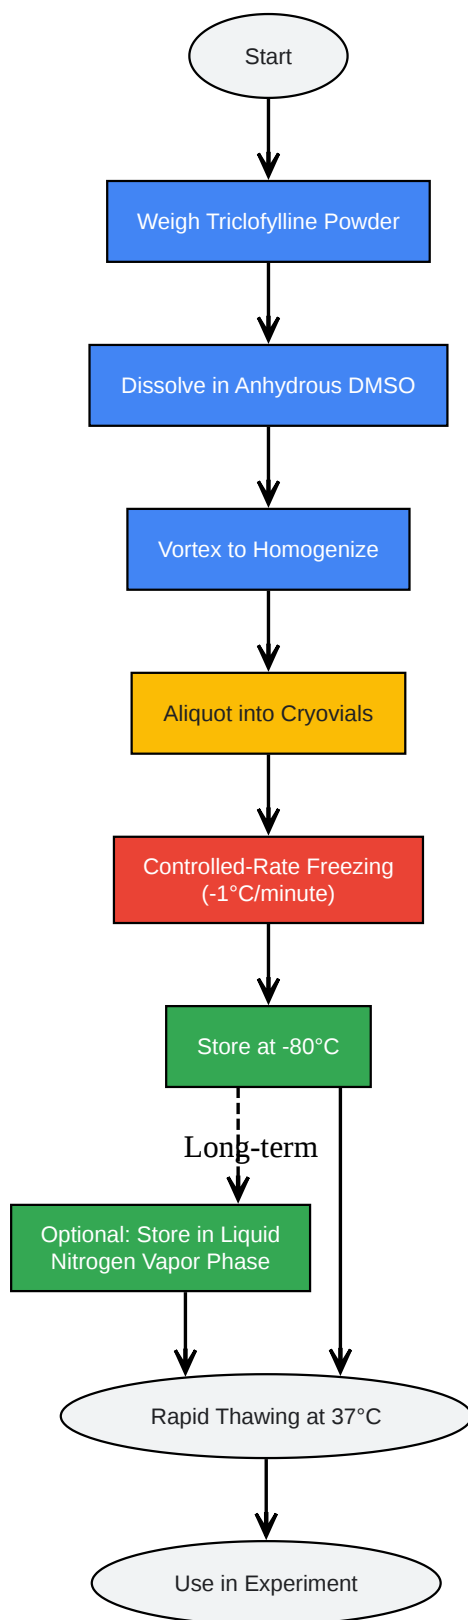 Start
Weigh Triclofylline Powder
Dissolve in Anhydrous DMSO
Vortex to Homogenize
Aliquot into Cryovials
Controlled-Rate Freezing
(-1°C/minute)
Store at -80°C
Long-term
Optional: Store in Liquid
Nitrogen Vapor Phase
Rapid Thawing at 37°C
Use in Experiment